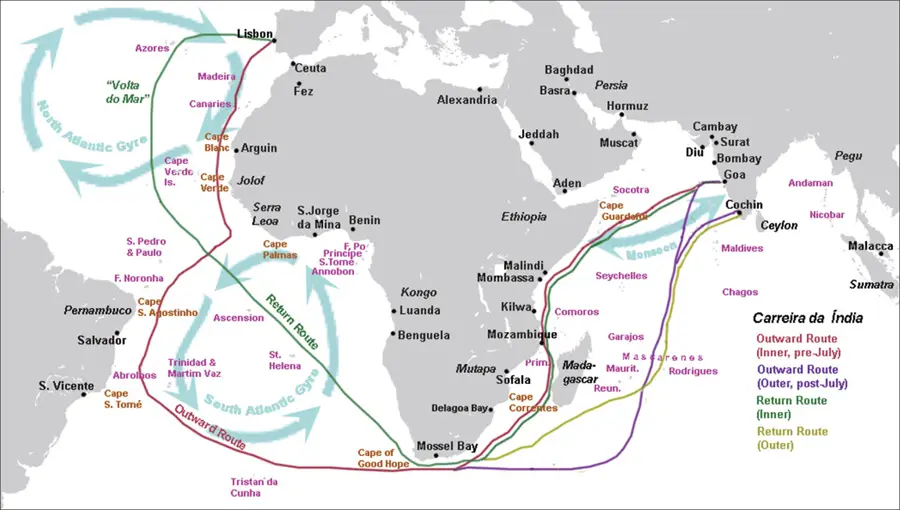 Lisbon
Azores
Ceuta
Fez
Madeira
"Volta
do Mar"
Canaries
North Atlantic Gyre
Cape
Blanc
Arguin
Cape
Verde
Is.
Cape
Verde
Jolof
Serra
Leoa
S.Jorge
da Mina
Benin
Alexandria
Baghdad
Basra
Persia
Hormuz
Jeddah
Muscat
Cambay
Surat
Diu
Bombay
Goa
Pegu
Aden
Socotra
Cape
Guardafui
Ethiopia
Monsoon
Cochin
Ceylon
Andaman
Nicobar
Malacca
Sumatra
Maldives
S. Pedro
& Paulo
Cape
Palmas
F. Po
Principe
S.Tomé
Annobon
F. Noronha
Malindi
Mombassa
Seychelles
Chagos
Pernambuco
Cape
S. Agostinho
Ascension
Return Route
Kongo
Luanda
Benguela
Kilwa
Comoros
Mozambique
Salvador
Abrolhos
Trinidad &
Martim Vaz
St.
Helena
South Atlantic Gyre
Mutapa
Sofala
Prim.
Mada-
gascar
Garajos
Mascarenes
Maurit.
Reun.
Rodrigues
S. Vicente
Cape
S. Tomé
Outward Route
Delagoa Bay
Cape
Correntes
Cape of
Good Hope
Mossel Bay
Tristan da
Cunha
Carreira da Índia
Outward Route
(Inner, pre-July)
Outward Route
(Outer, post-July)
Return Route
(Inner)
Return Route
(Outer)